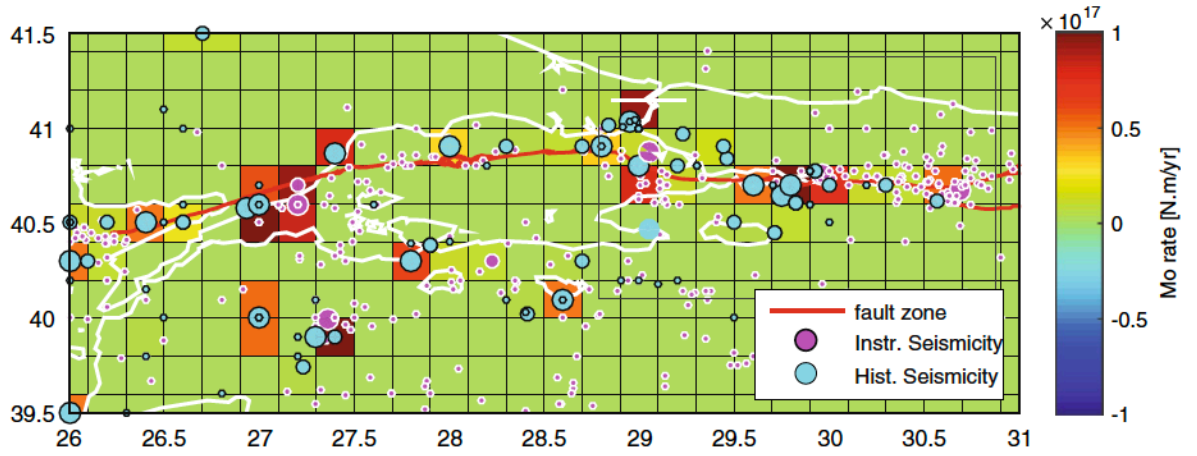 × 10¹⁷
41.5
41
40.5
40
39.5
26 26.5 27 27.5 28 28.5 29 29.5 30 30.5 31
fault zone
Instr. Seismicity
Hist. Seismicity
1
0.5
0
-0.5
-1
Mo rate [N.m/yr]